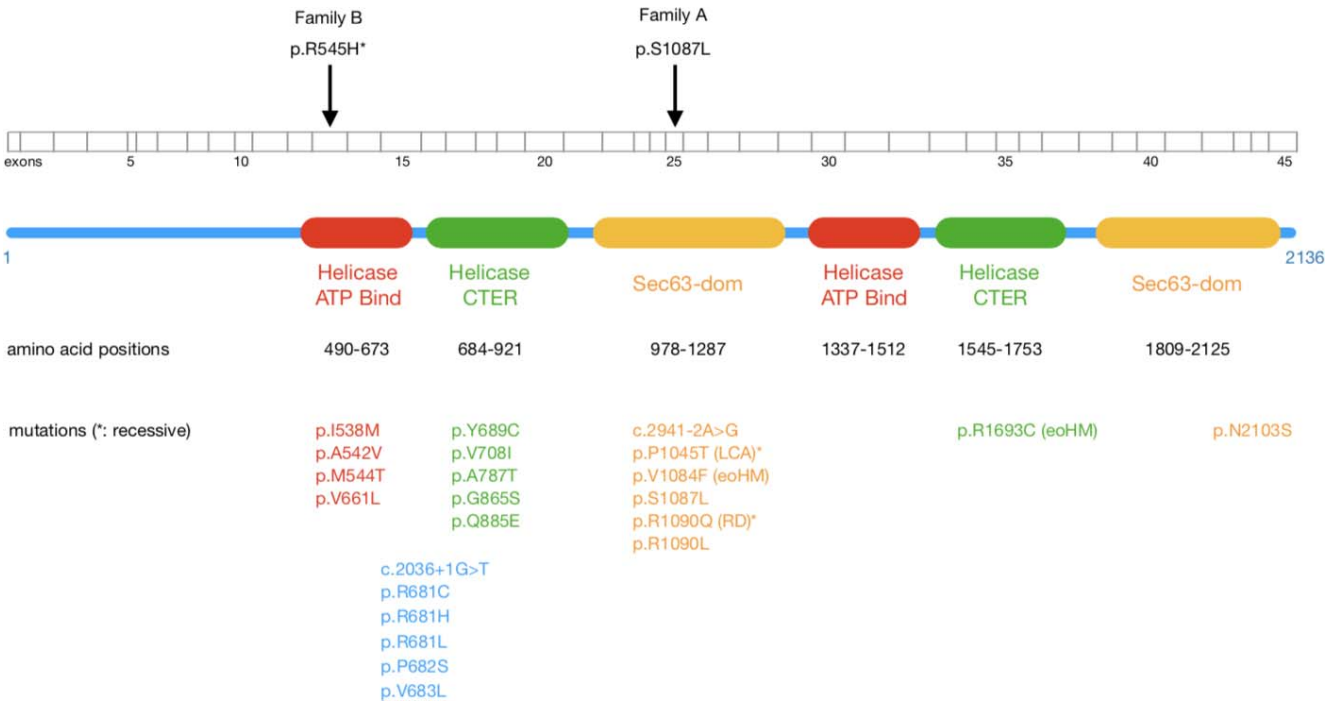 Family B
p.R545H*
Family A
p.S1087L
exons 5 10 15 20 25 30 35 40 45
1 2136
Helicase
ATP Bind
Helicase
CTER
Sec63-dom
Helicase
ATP Bind
Helicase
CTER
Sec63-dom
amino acid positions 490-673 684-921 978-1287 1337-1512 1545-1753 1809-2125
mutations (*: recessive)
p.I538M
p.A542V
p.M544T
p.V661L
p.Y689C
p.V708I
p.A787T
p.G865S
p.Q885E
c.2941-2A>G
p.P1045T (LCA)*
p.V1084F (eoHM)
p.S1087L
p.R1090Q (RD)*
p.R1090L
p.R1693C (eoHM)
p.N2103S
c.2036+1G>T
p.R681C
p.R681H
p.R681L
p.P682S
p.V683L